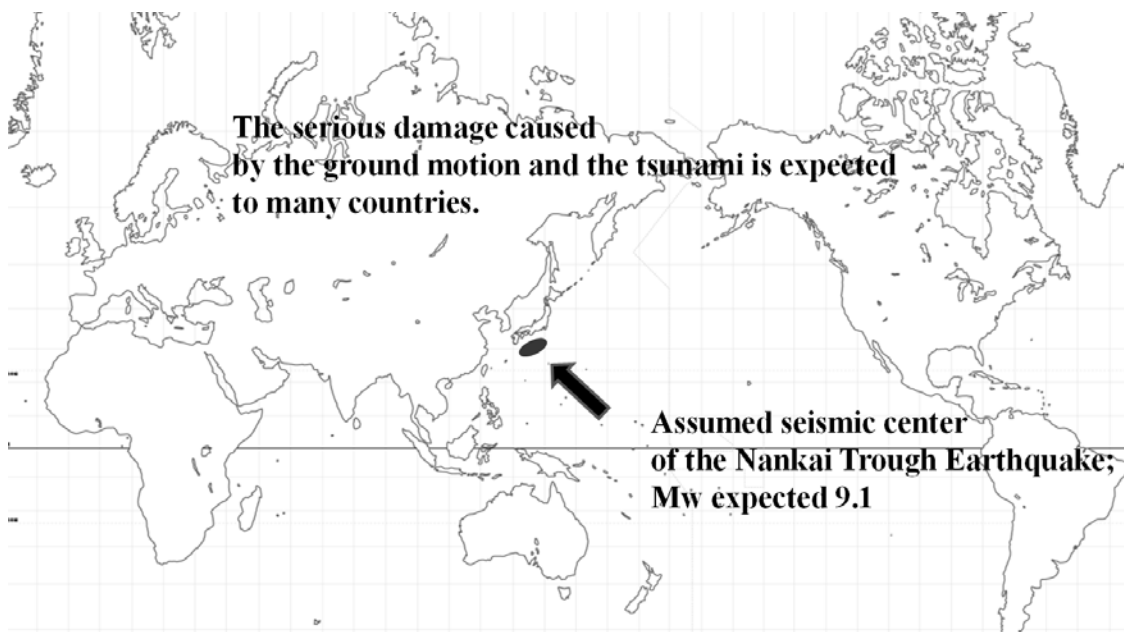 The serious damage caused
by the ground motion and the tsunami is expected
to many countries.
Assumed seismic center
of the Nankai Trough Earthquake;
Mw expected 9.1